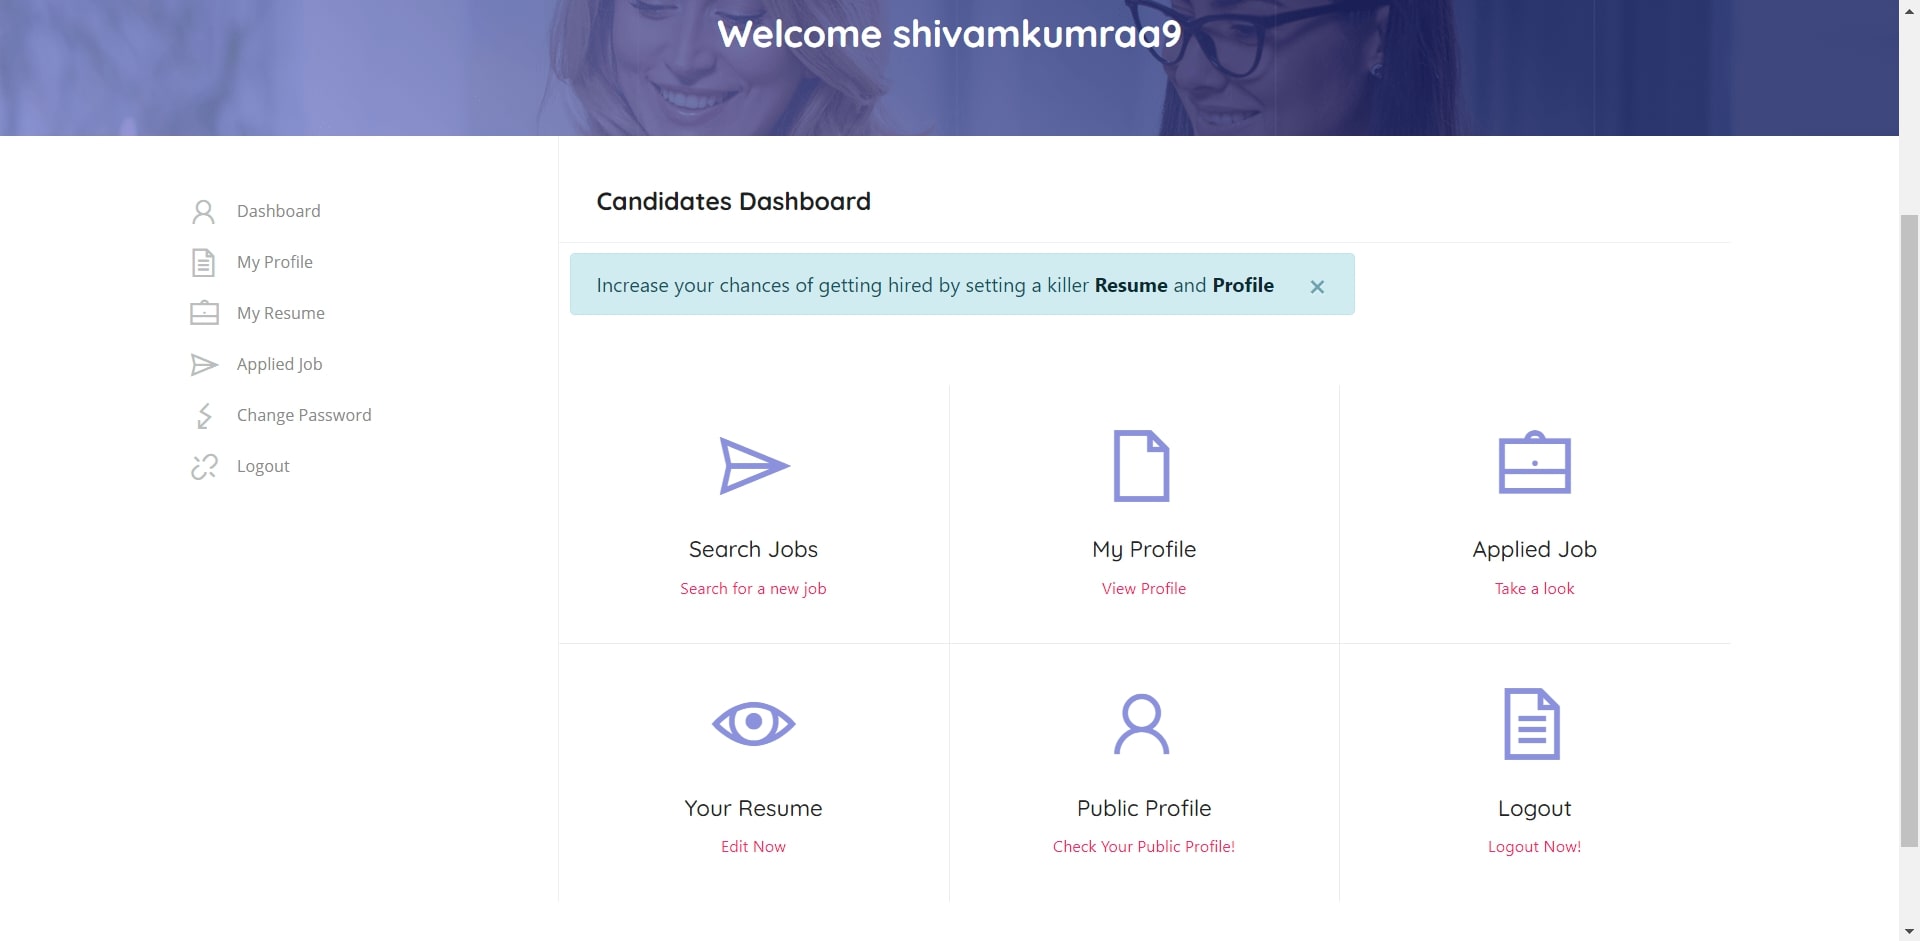 Welcome shivamkumraa9
Dashboard
My Profile
My Resume
Applied Job
Change Password
Logout
Candidates Dashboard
Increase your chances of getting hired by setting a killer Resume and Profile ×
Search Jobs
Search for a new job
My Profile
View Profile
Applied Job
Take a look
Your Resume
Edit Now
Public Profile
Check Your Public Profile!
Logout
Logout Now!